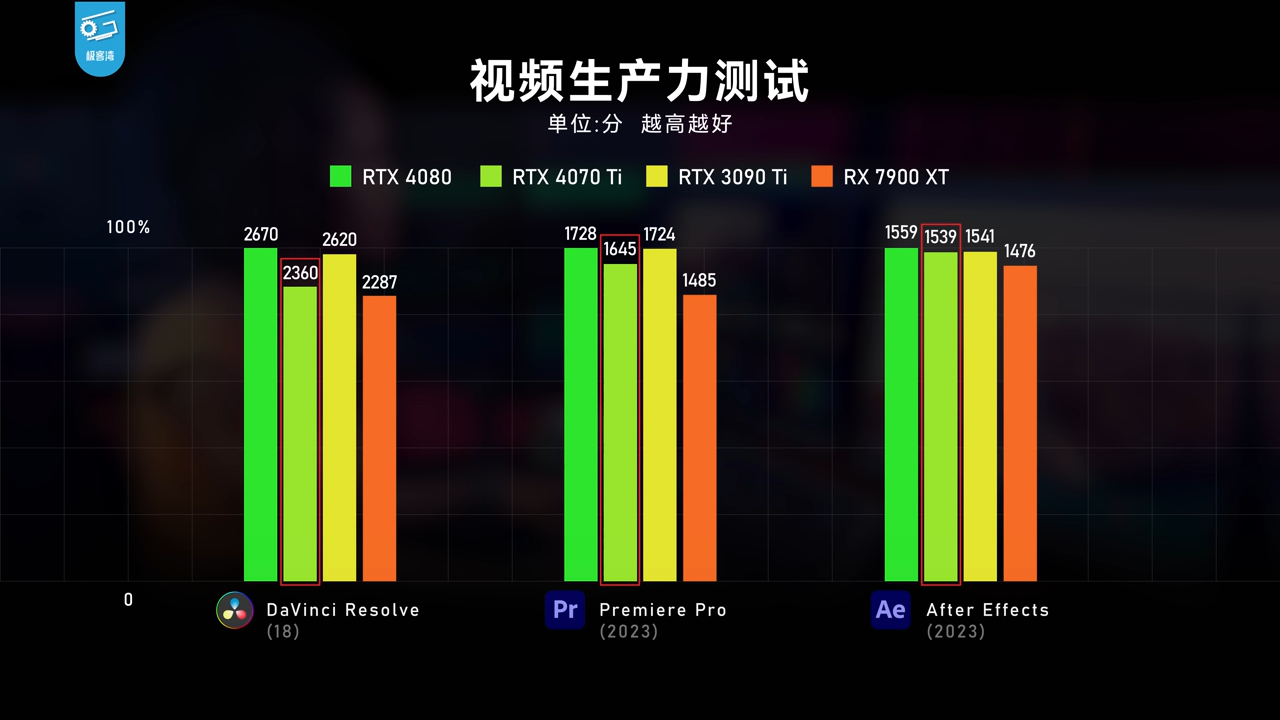 极客湾
视频生产力测试
单位:分 越高越好
RTX 4080 RTX 4070 Ti RTX 3090 Ti RX 7900 XT
100%
2670 2360 2620 2287
1728 1645 1724 1485
1559 1539 1541 1476
0
DaVinci Resolve
(18)
Pr Premiere Pro
(2023)
Ae After Effects
(2023)